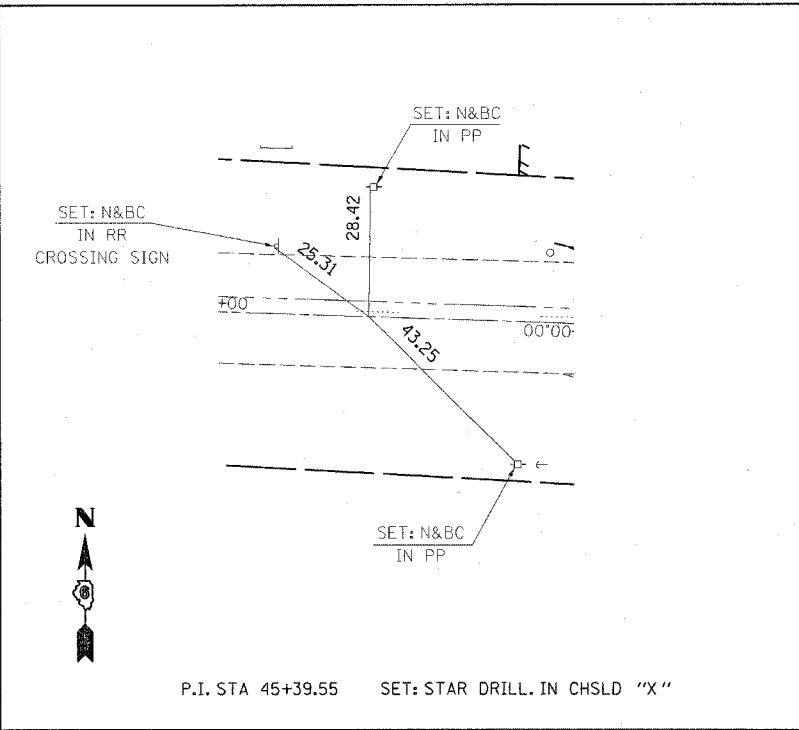 SET: N&BC
IN PP
SET: N&BC
IN RR
CROSSING SIGN
28.42
25.31
+00
43.25
00+00
SET: N&BC
IN PP
N
6
P.I. STA 45+39.55 SET: STAR DRILL. IN CHSLD "X"